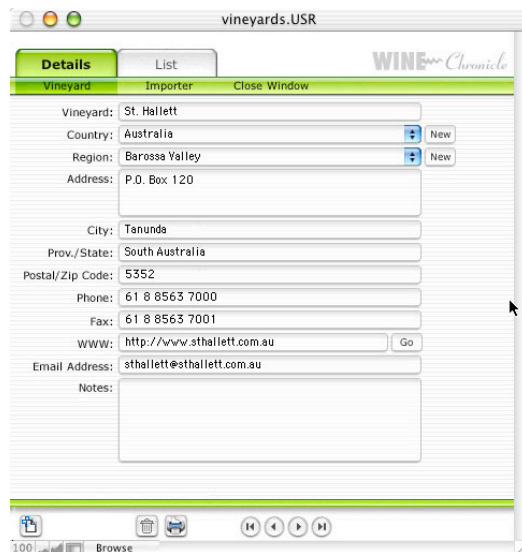 vineyards.USR
Details List WINE Chronicle
Vineyard Importer Close Window
Vineyard: St. Hallett
Country: Australia New
Region: Barossa Valley New
Address: P.O. Box 120
City: Tanunda
Prov./State: South Australia
Postal/Zip Code: 5352
Phone: 61 8 8563 7000
Fax: 61 8 8563 7001
WWW: http://www.sthallett.com.au Go
Email Address: sthallett@sthallett.com.au
Notes:
100 Browse